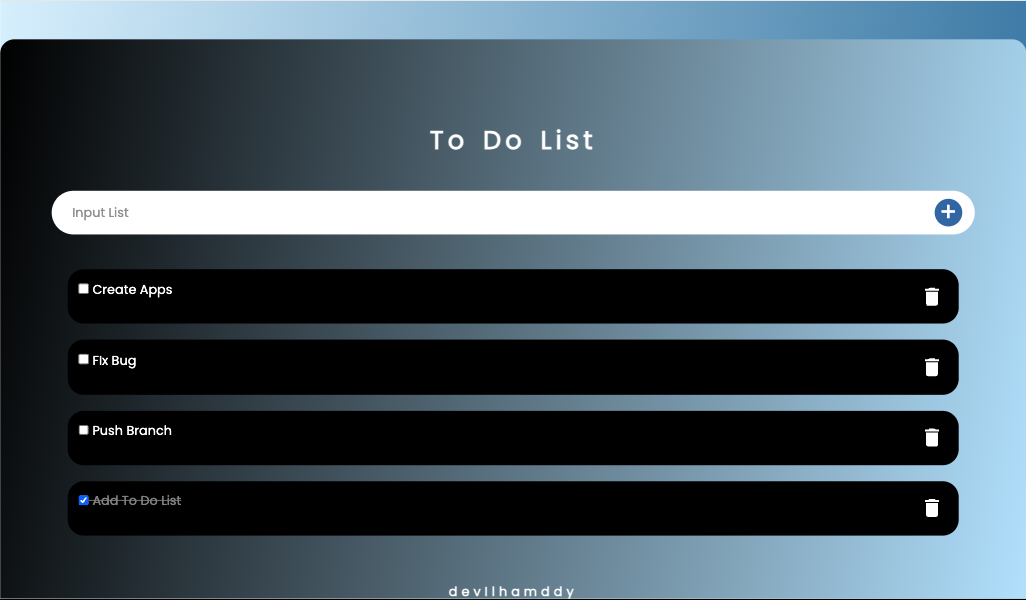 To Do List
Input List
Create Apps
FIx Bug
Push Branch
Add To Do List
devilhamddy